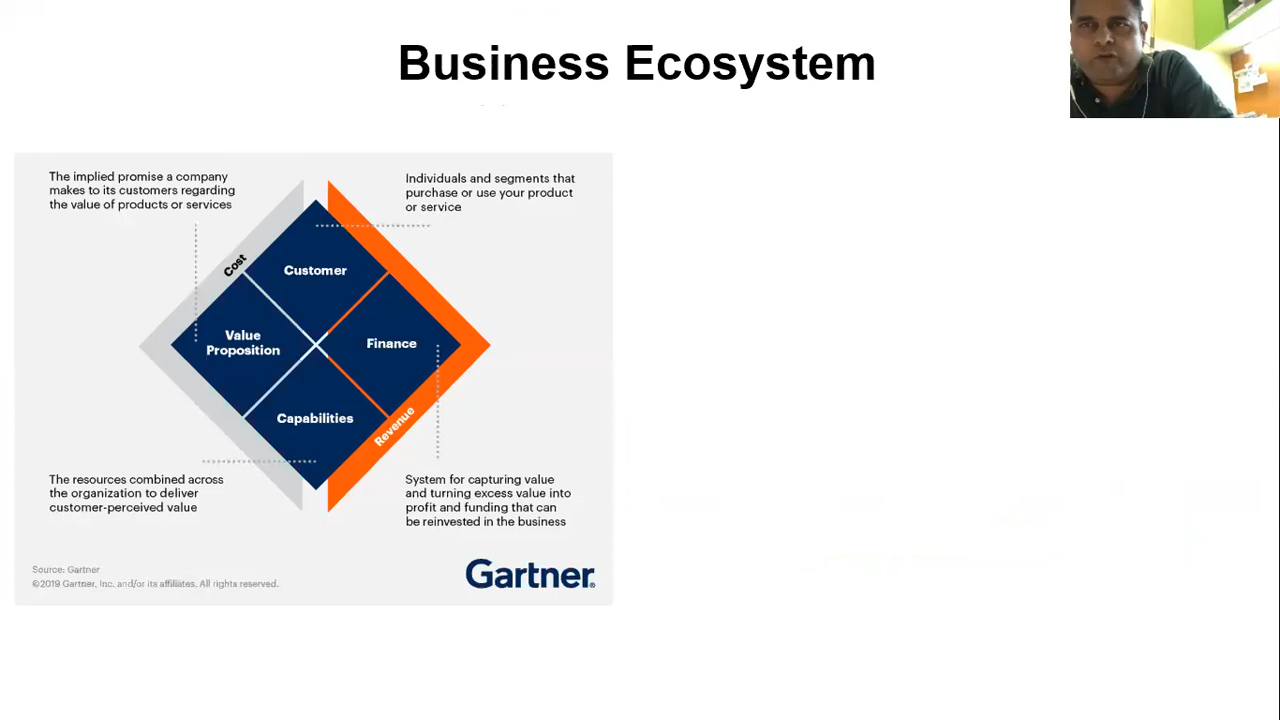 Business Ecosystem
The implied promise a company
makes to its customers regarding
the value of products or services
Individuals and segments that
purchase or use your product
or service
Cost
Customer
Value
Proposition
Finance
Capabilities
Revenue
The resources combined across
the organization to deliver
customer-perceived value
System for capturing value
and turning excess value into
profit and funding that can
be reinvested in the business
Source: Gartner
©2019 Gartner, Inc. and/or its affiliates. All rights reserved.
Gartner®